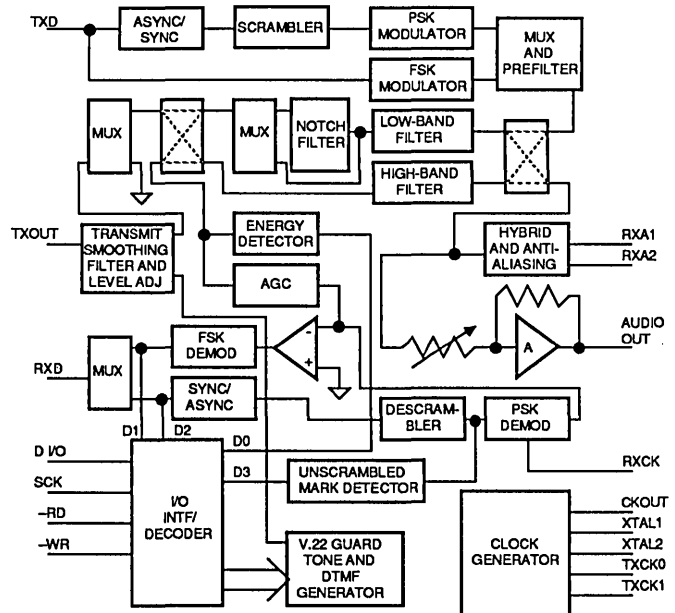 TXD
ASYNC/
SYNC
SCRAMBLER
PSK
MODULATOR
MUX
AND
PREFILTER
FSK
MODULATOR
MUX
MUX
NOTCH
FILTER
LOW-BAND
FILTER
HIGH-BAND
FILTER
TXOUT
TRANSMIT
SMOOTHING
FILTER AND
LEVEL ADJ
ENERGY
DETECTOR
HYBRID
AND ANTI-
ALIASING
RXA1
RXA2
AGC
AUDIO
OUT
A
-
+
FSK
DEMOD
RXD
MUX
SYNC/
ASYNC
DESCRAM-
BLER
PSK
DEMOD
D1
D2
D0
D3
D I/O
SCK
–RD
–WR
I/O
INTF/
DECODER
UNSCRAMBLED
MARK DETECTOR
RXCK
V.22 GUARD
TONE AND
DTMF
GENERATOR
CLOCK
GENERATOR
CKOUT
XTAL1
XTAL2
TXCK0
TXCK1